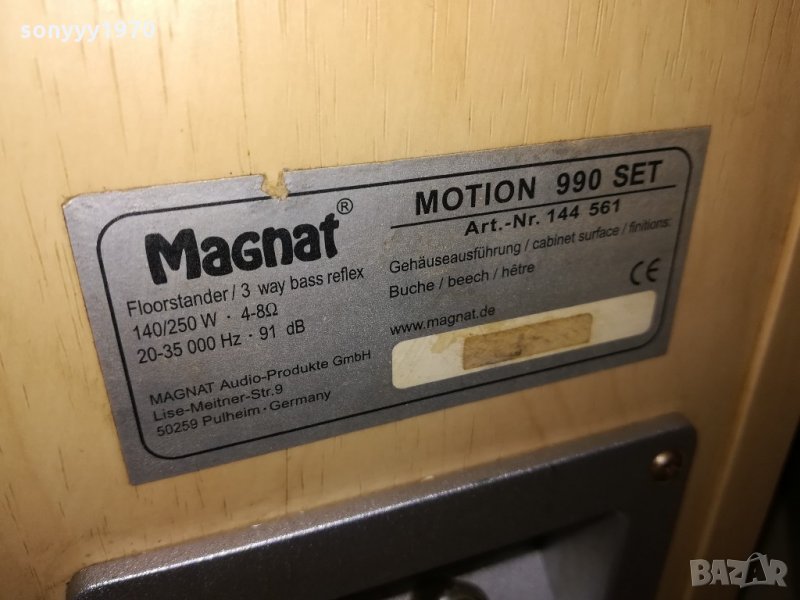 sonyyy1970
Magnat®
Floorstander / 3 way bass reflex
140/250 W · 4-8Ω
20-35 000 Hz · 91 dB
MAGNAT Audio-Produkte GmbH
Lise-Meitner-Str.9
50259 Pulheim · Germany
MOTION 990 SET
Art.-Nr. 144 561
Gehäuseausführung / cabinet surface / finitions:
Buche / beech / hêtre
CE
www.magnat.de
BAZAR